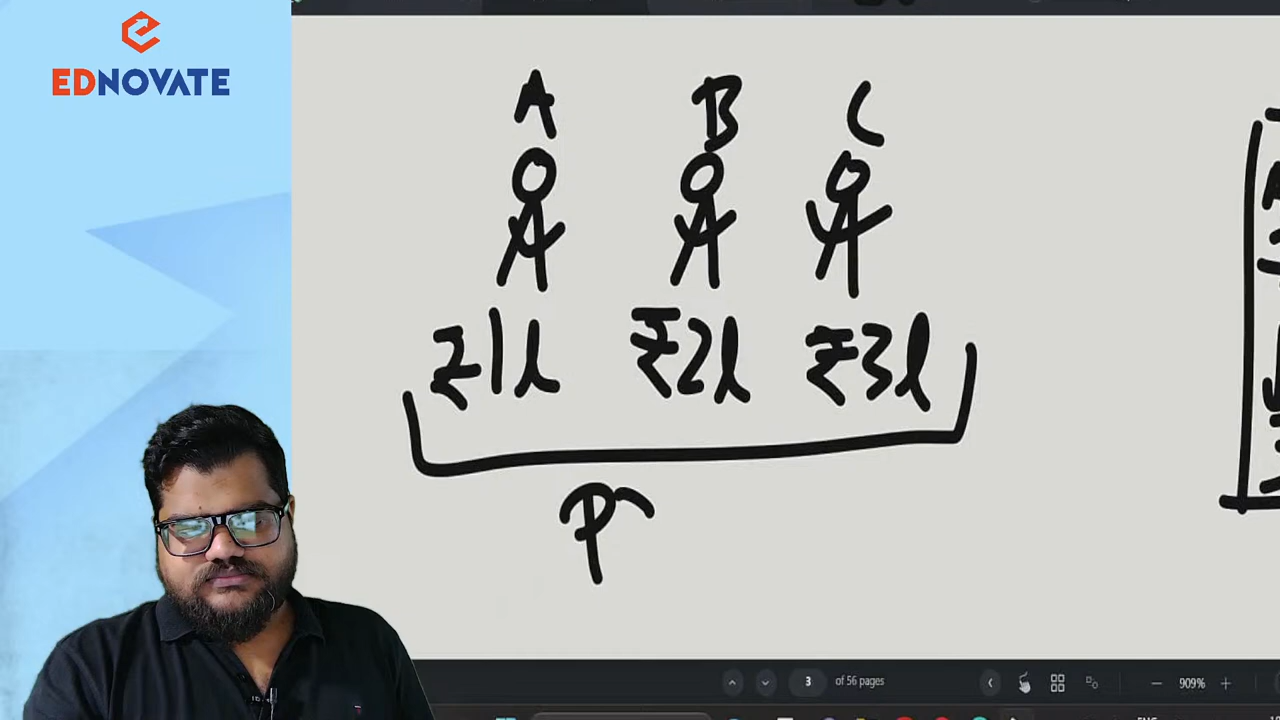 EDNOVATE
A B C
₹1l ₹2l ₹3l
3 of 56 pages
909%